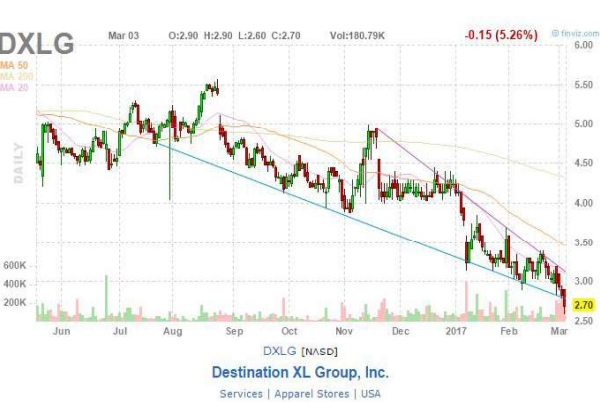 DXLG Mar 03 O:2.90 H:2.90 L:2.60 C:2.70 Vol:180.79K -0.15 (5.26%) © finviz.com
MA 50
MA 200
MA 20
DAILY
6.00
5.50
5.00
4.50
4.00
3.50
3.00
2.70
2.50
600K
400K
200K
Jun Jul Aug Sep Oct Nov Dec 2017 Feb Mar
DXLG [NASD]
Destination XL Group, Inc.
Services | Apparel Stores | USA